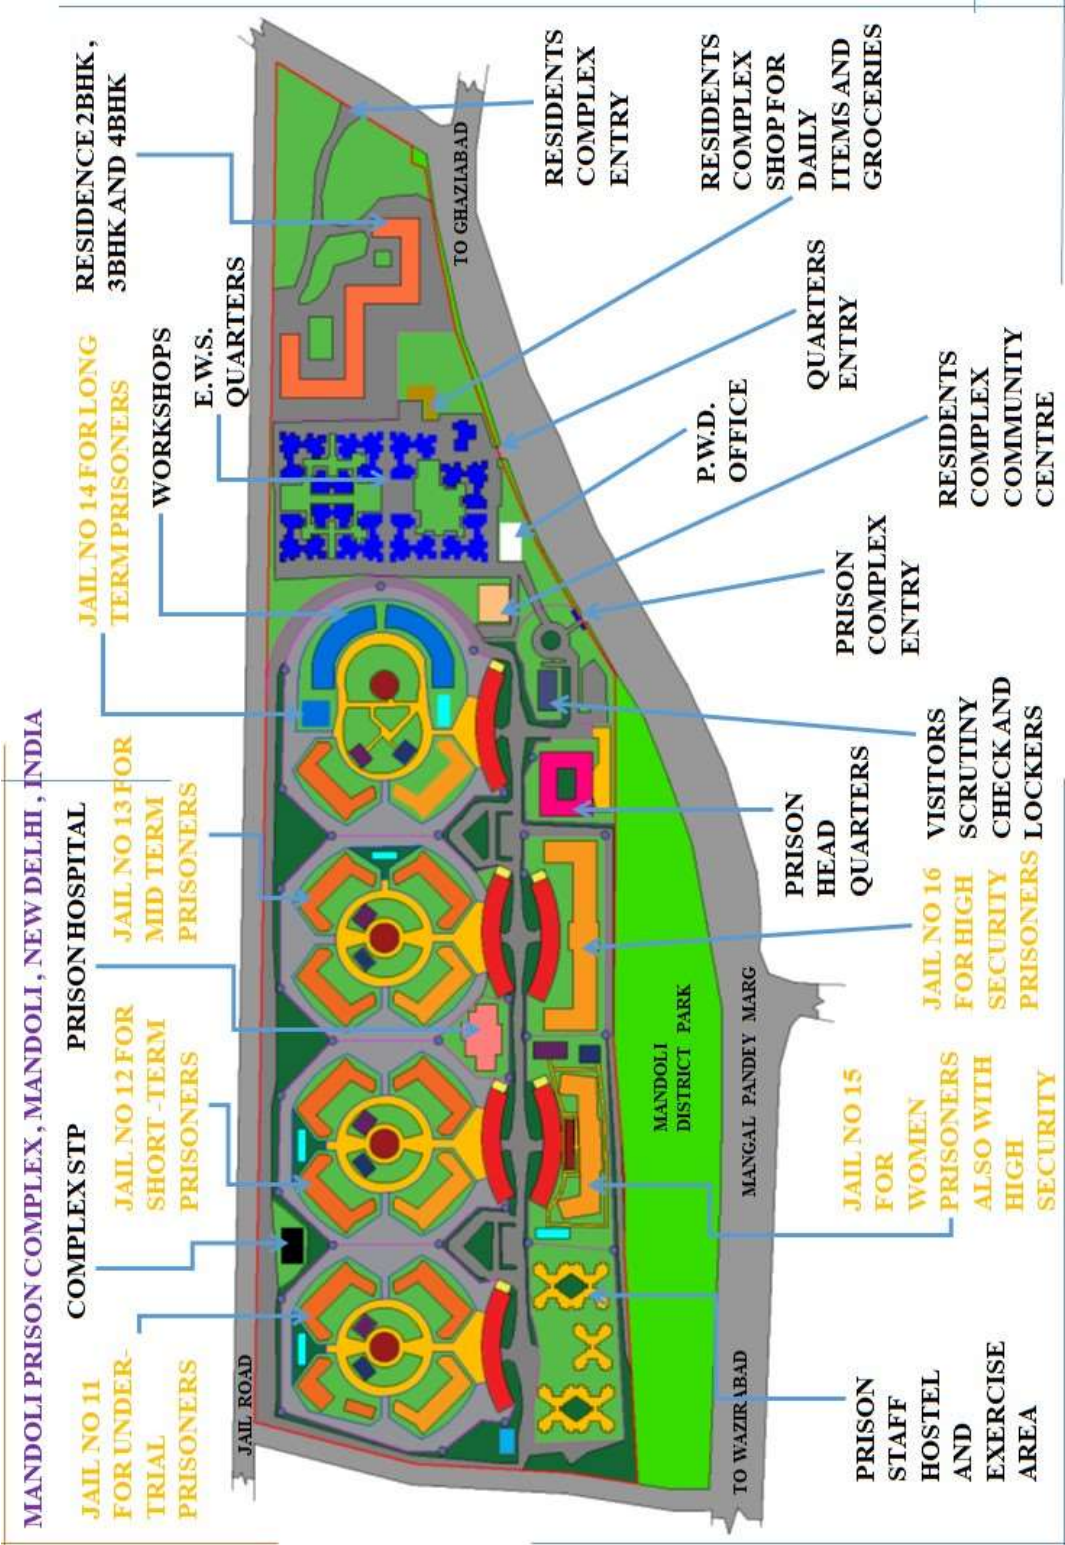 MANDOLI PRISON COMPLEX, MANDOLI, NEW DELHI, INDIA
JAIL NO 11
FOR UNDER-
TRIAL
PRISONERS
COMPLEX STP
JAIL NO 12 FOR
SHORT -TERM
PRISONERS
PRISON HOSPITAL
JAIL NO 13 FOR
MID TERM
PRISONERS
JAIL NO 14 FOR LONG
TERM PRISONERS
WORKSHOPS
E.W.S.
QUARTERS
RESIDENCE 2BHK,
3BHK AND 4BHK
JAIL ROAD
TO GHAZIABAD
MANDOLI
DISTRICT PARK
MANGAL PANDEY MARG
TO WAZIRABAD
PRISON
STAFF
HOSTEL
AND
EXERCISE
AREA
JAIL NO 15
FOR
WOMEN
PRISONERS
ALSO WITH
HIGH
SECURITY
JAIL NO 16
FOR HIGH
SECURITY
PRISONERS
PRISON
HEAD
QUARTERS
VISITORS
SCRUTINY
CHECK AND
LOCKERS
PRISON
COMPLEX
ENTRY
RESIDENTS
COMPLEX
COMMUNITY
CENTRE
P.W.D.
OFFICE
QUARTERS
ENTRY
RESIDENTS
COMPLEX
SHOP FOR
DAILY
ITEMS AND
GROCERIES
RESIDENTS
COMPLEX
ENTRY